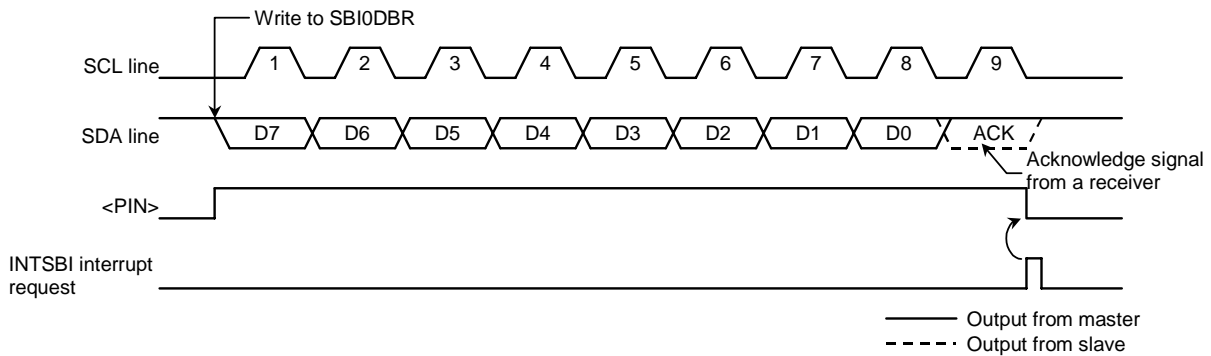 Write to SBI0DBR
SCL line
1 2 3 4 5 6 7 8 9
SDA line
D7 D6 D5 D4 D3 D2 D1 D0 ACK
Acknowledge signal
from a receiver
<PIN>
INTSBI interrupt
request
Output from master
Output from slave